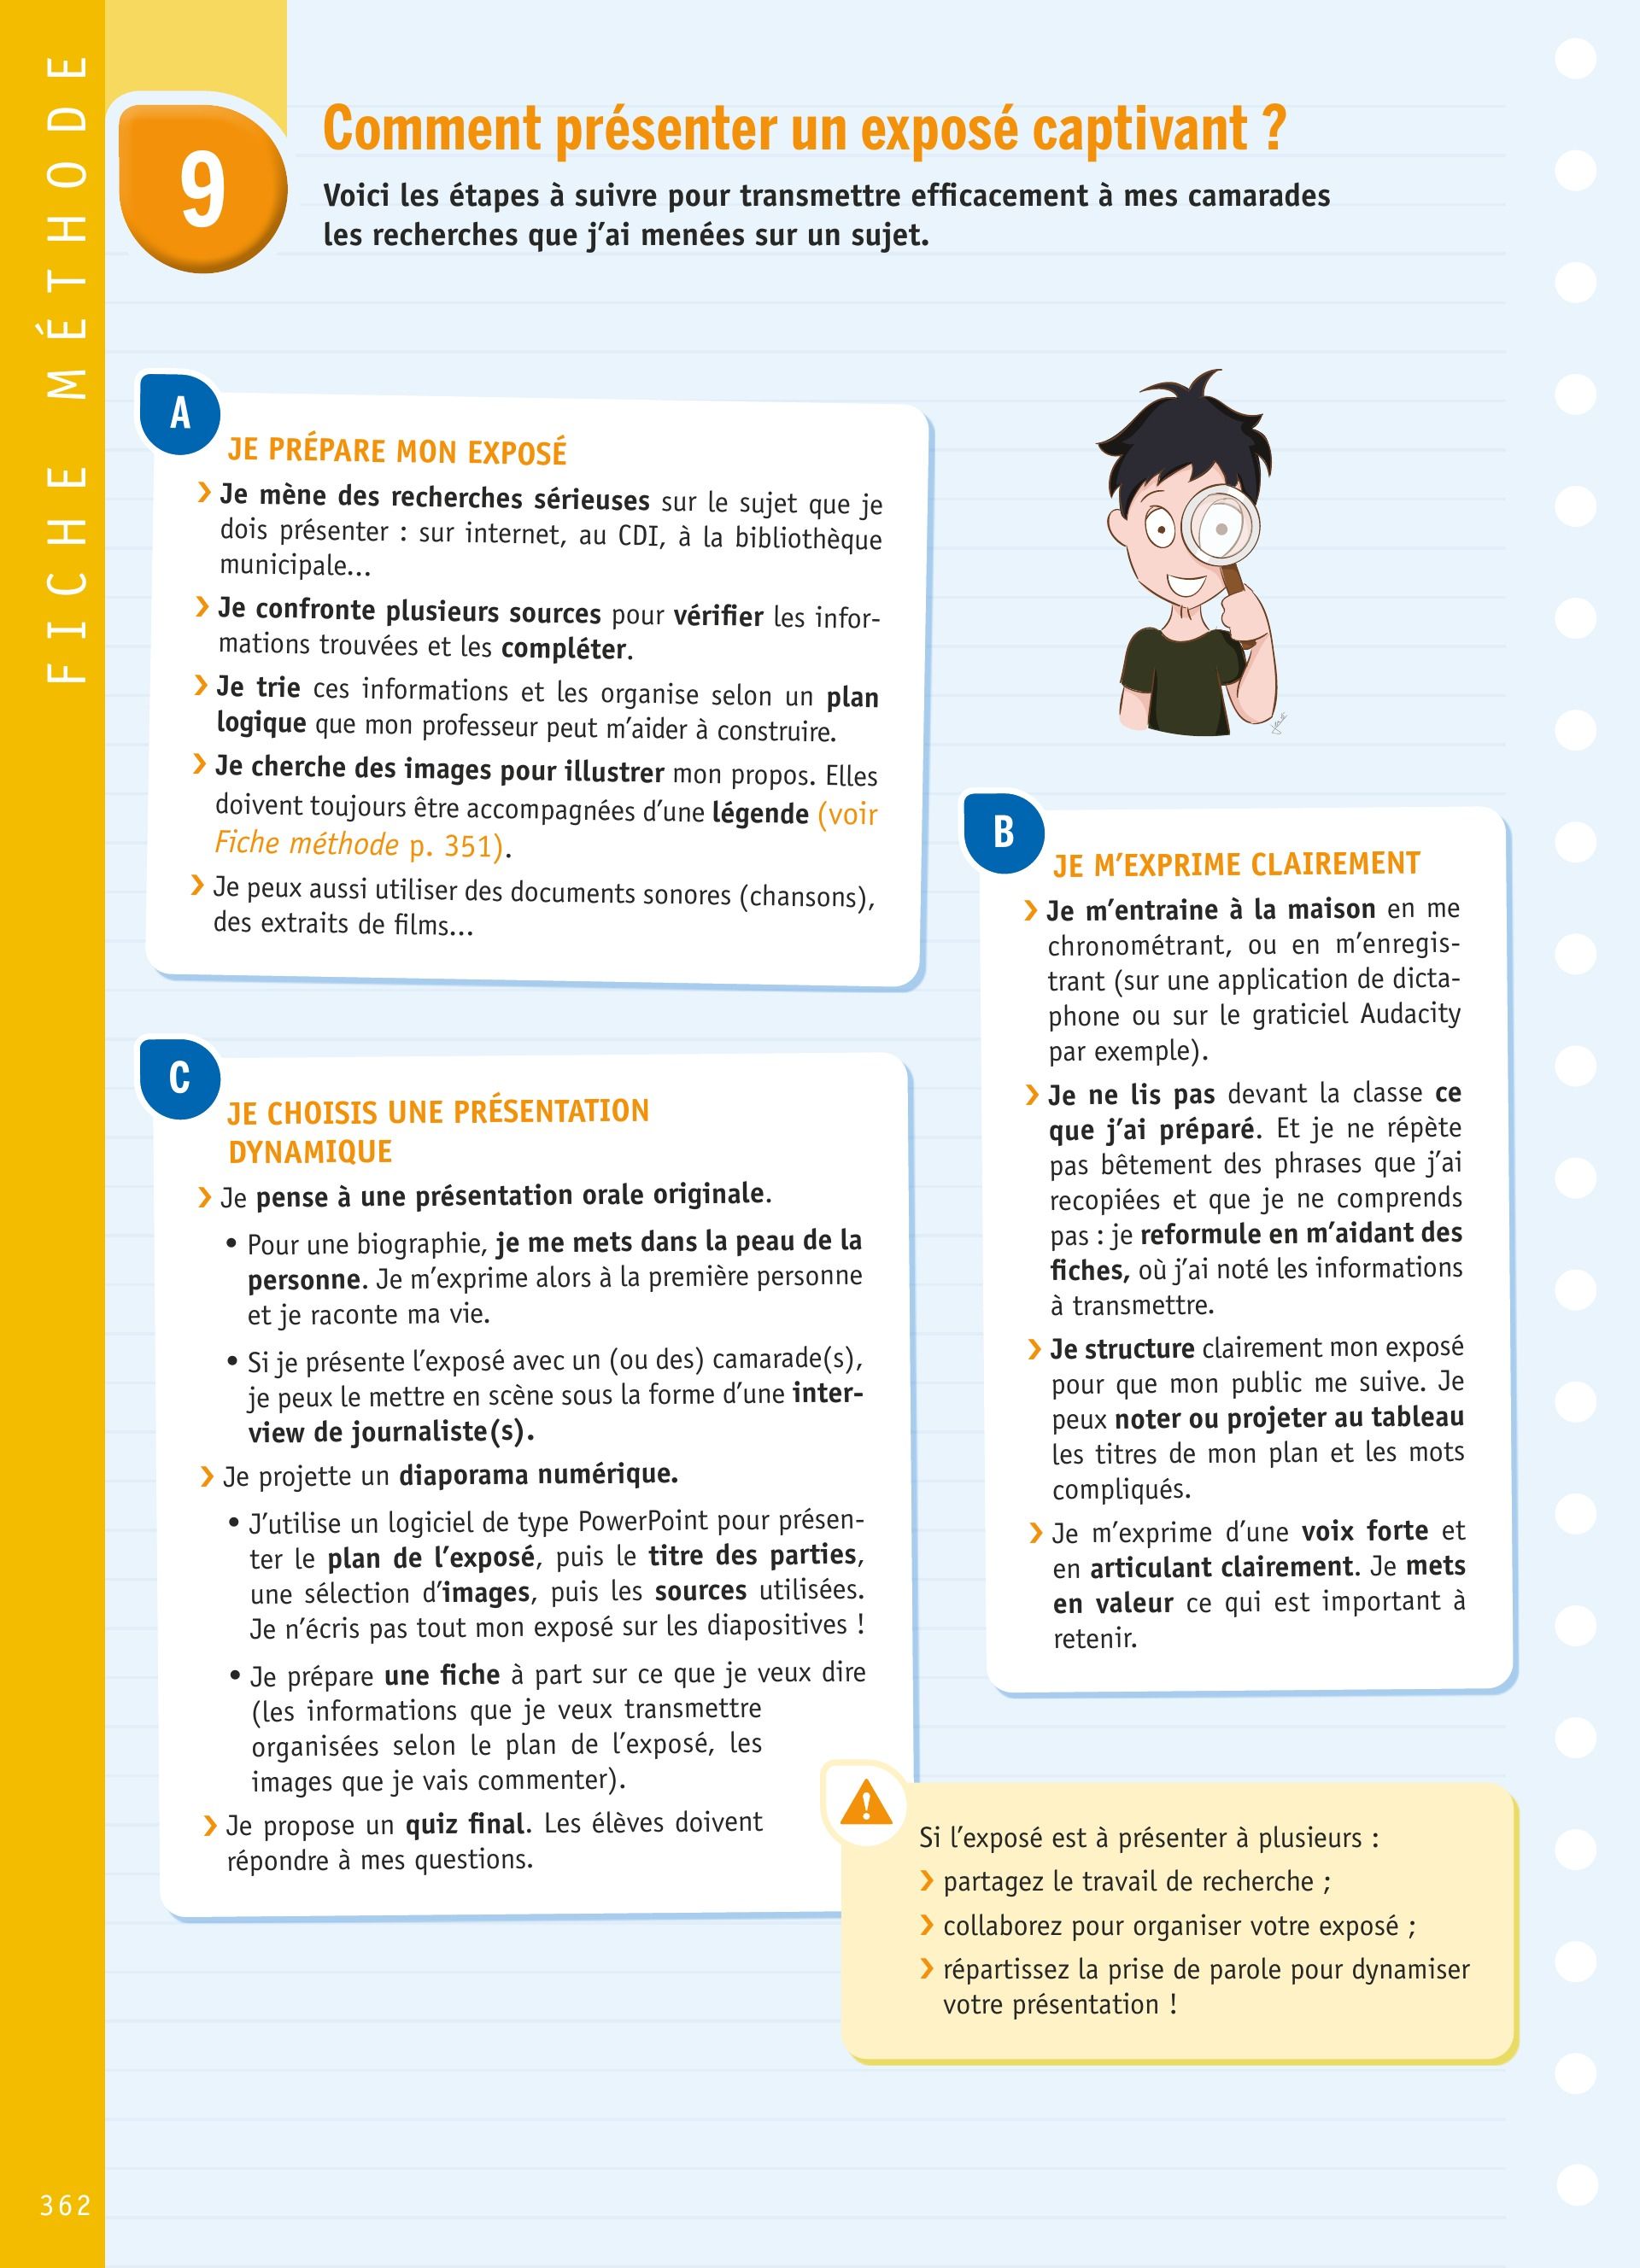 FICHE MÉTHODE
9
Comment présenter un exposé captivant ?
Voici les étapes à suivre pour transmettre efficacement à mes camarades
les recherches que j'ai menées sur un sujet.
A
JE PRÉPARE MON EXPOSÉ
› Je mène des recherches sérieuses sur le sujet que je
dois présenter : sur internet, au CDI, à la bibliothèque
municipale...
› Je confronte plusieurs sources pour vérifier les infor-
mations trouvées et les compléter.
› Je trie ces informations et les organise selon un plan
logique que mon professeur peut m'aider à construire.
› Je cherche des images pour illustrer mon propos. Elles
doivent toujours être accompagnées d'une légende (voir
Fiche méthode p. 351).
› Je peux aussi utiliser des documents sonores (chansons),
des extraits de films...
B
JE M'EXPRIME CLAIREMENT
› Je m'entraine à la maison en me
chronométrant, ou en m'enregis-
trant (sur une application de dicta-
phone ou sur le graticiel Audacity
par exemple).
› Je ne lis pas devant la classe ce
que j'ai préparé. Et je ne répète
pas bêtement des phrases que j'ai
recopiées et que je ne comprends
pas : je reformule en m'aidant des
fiches, où j'ai noté les informations
à transmettre.
› Je structure clairement mon exposé
pour que mon public me suive. Je
peux noter ou projeter au tableau
les titres de mon plan et les mots
compliqués.
› Je m'exprime d'une voix forte et
en articulant clairement. Je mets
en valeur ce qui est important à
retenir.
C
JE CHOISIS UNE PRÉSENTATION
DYNAMIQUE
› Je pense à une présentation orale originale.
• Pour une biographie, je me mets dans la peau de la
personne. Je m'exprime alors à la première personne
et je raconte ma vie.
• Si je présente l'exposé avec un (ou des) camarade(s),
je peux le mettre en scène sous la forme d'une inter-
view de journaliste(s).
› Je projette un diaporama numérique.
• J'utilise un logiciel de type PowerPoint pour présen-
ter le plan de l'exposé, puis le titre des parties,
une sélection d'images, puis les sources utilisées.
Je n'écris pas tout mon exposé sur les diapositives !
• Je prépare une fiche à part sur ce que je veux dire
(les informations que je veux transmettre
organisées selon le plan de l'exposé, les
images que je vais commenter).
› Je propose un quiz final. Les élèves doivent
répondre à mes questions.
!
Si l'exposé est à présenter à plusieurs :
› partagez le travail de recherche ;
› collaborez pour organiser votre exposé ;
› répartissez la prise de parole pour dynamiser
votre présentation !
362